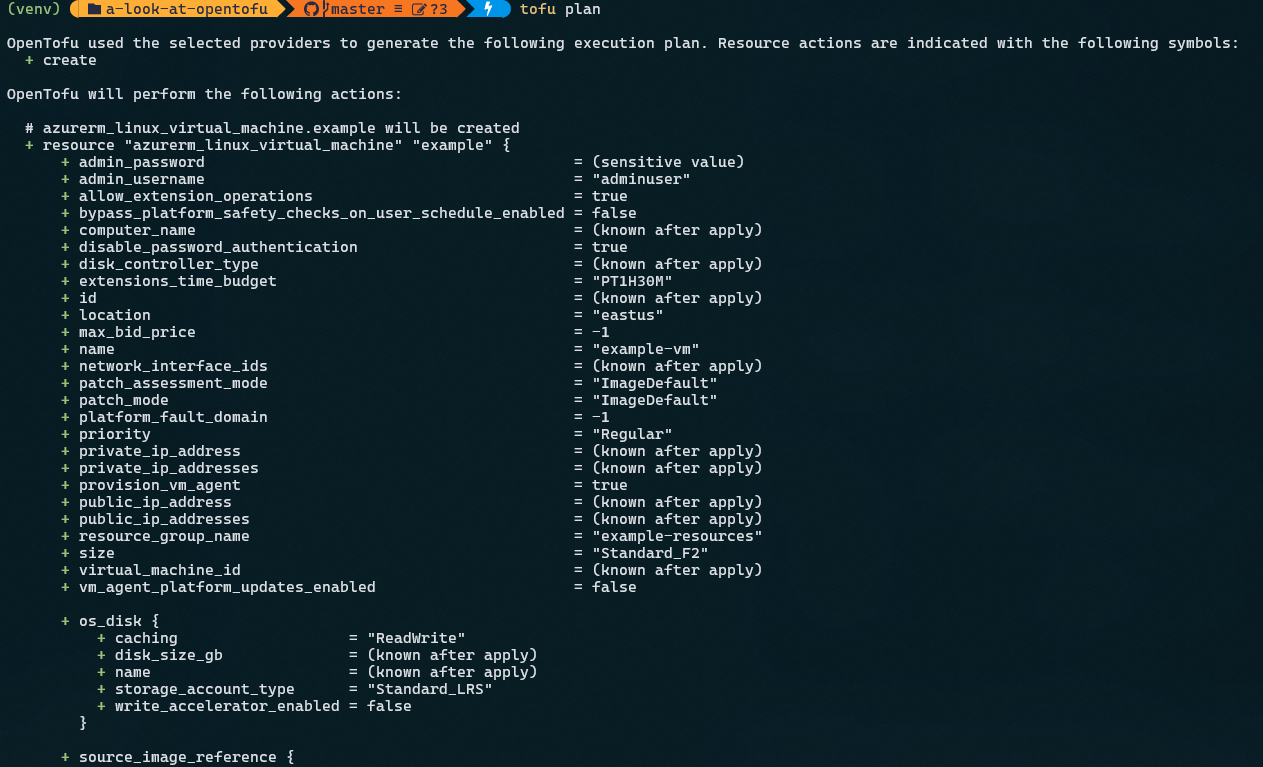 (venv) a-look-at-opentofu master ≡ ?3 tofu plan
OpenTofu used the selected providers to generate the following execution plan. Resource actions are indicated with the following symbols:
+ create
OpenTofu will perform the following actions:
# azurerm_linux_virtual_machine.example will be created
+ resource "azurerm_linux_virtual_machine" "example" {
+ admin_password = (sensitive value)
+ admin_username = "adminuser"
+ allow_extension_operations = true
+ bypass_platform_safety_checks_on_user_schedule_enabled = false
+ computer_name = (known after apply)
+ disable_password_authentication = true
+ disk_controller_type = (known after apply)
+ extensions_time_budget = "PT1H30M"
+ id = (known after apply)
+ location = "eastus"
+ max_bid_price = -1
+ name = "example-vm"
+ network_interface_ids = (known after apply)
+ patch_assessment_mode = "ImageDefault"
+ patch_mode = "ImageDefault"
+ platform_fault_domain = -1
+ priority = "Regular"
+ private_ip_address = (known after apply)
+ private_ip_addresses = (known after apply)
+ provision_vm_agent = true
+ public_ip_address = (known after apply)
+ public_ip_addresses = (known after apply)
+ resource_group_name = "example-resources"
+ size = "Standard_F2"
+ virtual_machine_id = (known after apply)
+ vm_agent_platform_updates_enabled = false
+ os_disk {
+ caching = "ReadWrite"
+ disk_size_gb = (known after apply)
+ name = (known after apply)
+ storage_account_type = "Standard_LRS"
+ write_accelerator_enabled = false
}
+ source_image_reference {